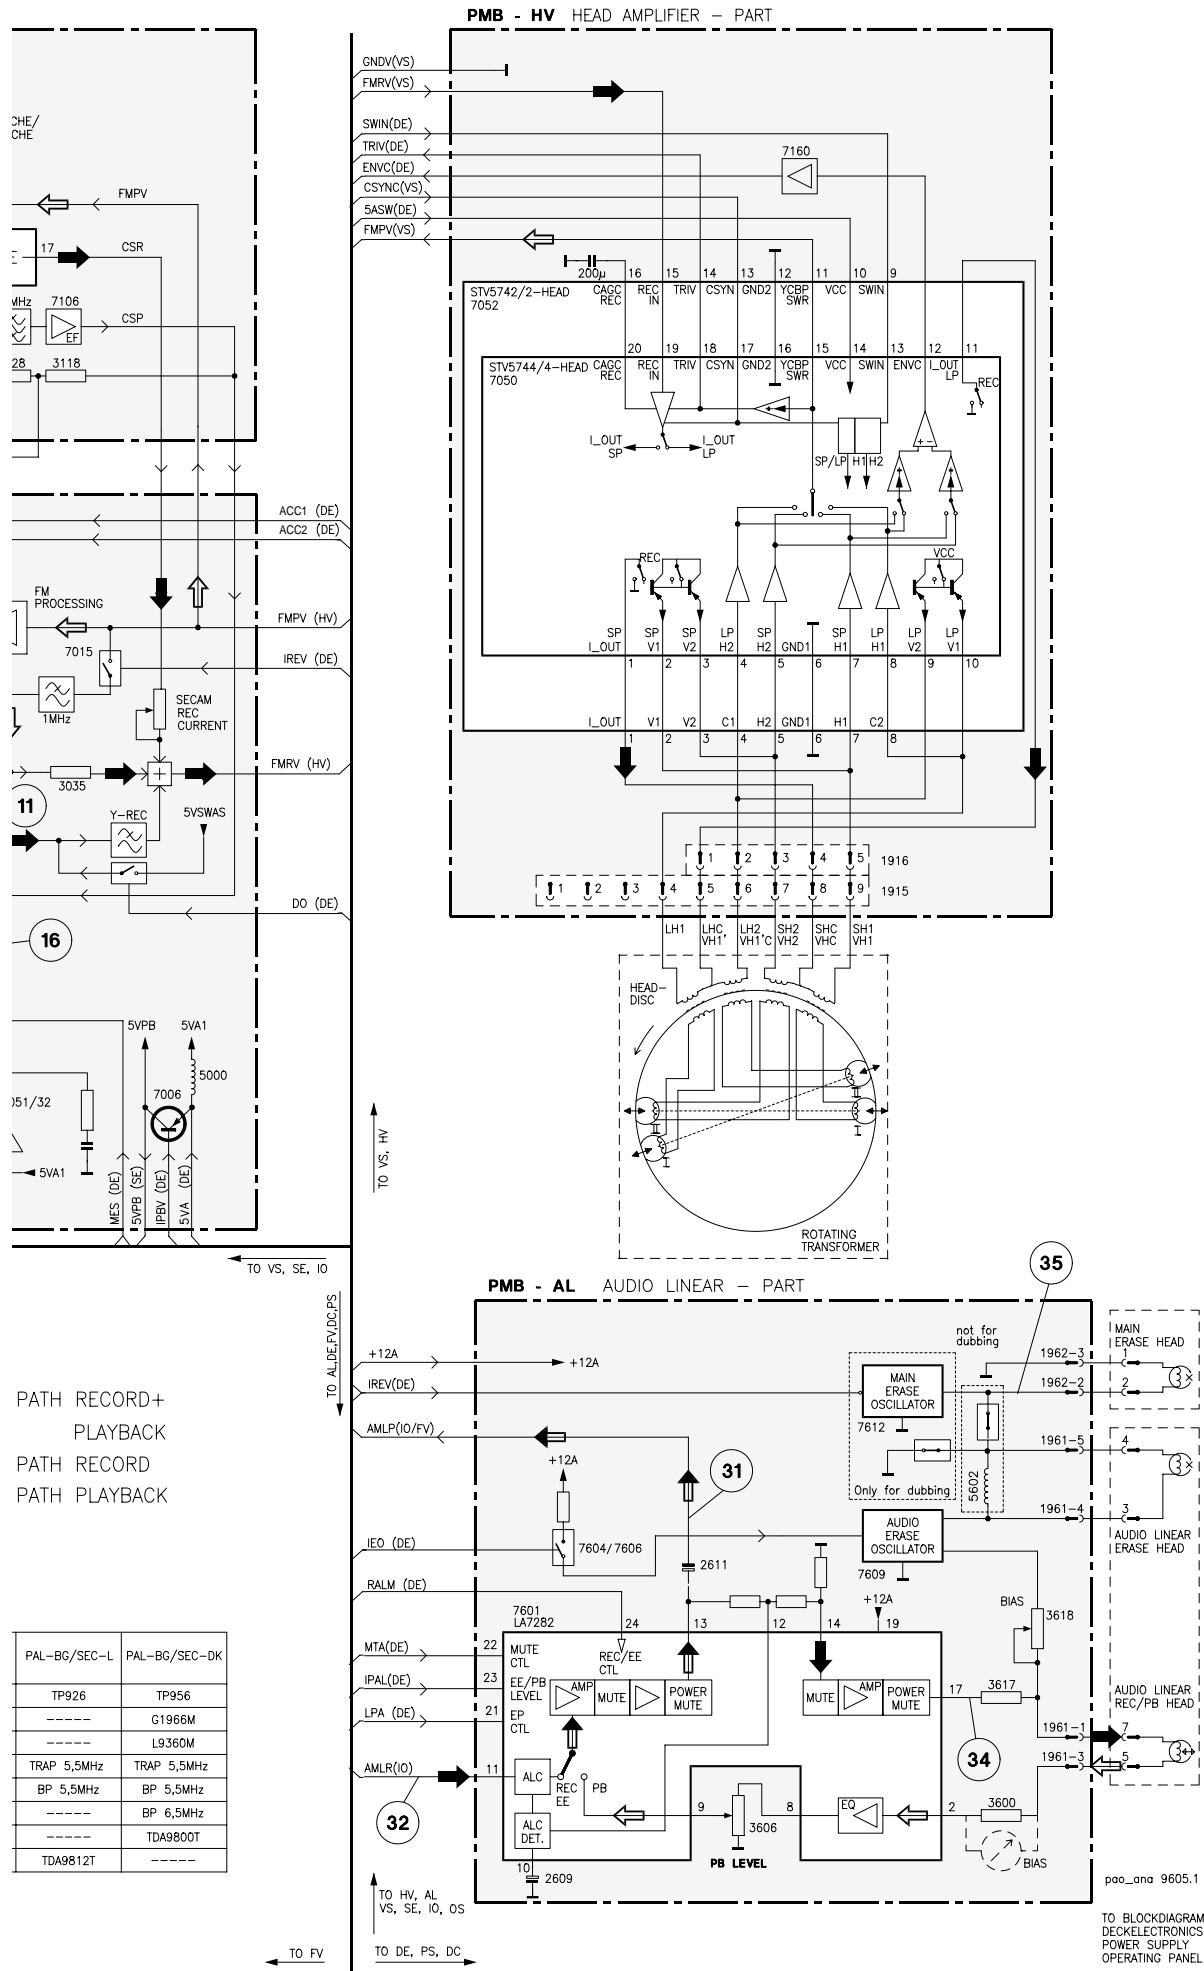 PMB - HV HEAD AMPLIFIER - PART
GNDV(VS)
FMRV(VS)
SWIN(DE)
TRIV(DE)
ENVC(DE)
CSYNC(VS)
5ASW(DE)
FMPV(VS)
7160
CHE/
CHE
FMPV
17
CSR
MHz
7106
EF
CSP
28
3118
200µ
16 15 14 13 12 11 10 9
STV5742/2-HEAD
7052
CAGC REC TRIV CSYN GND2 YCBP VCC SWIN
REC IN SWR
20 19 18 17 16 15 14 13 12 11
STV5744/4-HEAD
7050
CAGC REC TRIV CSYN GND2 YCBP VCC SWIN ENVC I_OUT
REC IN SWR LP
REC
I_OUT
SP
I_OUT
LP
SP/LP H1 H2
+ -
REC
VCC
SP SP SP LP SP SP LP LP LP
I_OUT V1 V2 H2 H2 GND1 H1 H1 V2 V1
1 2 3 4 5 6 7 8 9 10
I_OUT V1 V2 C1 H2 GND1 H1 C2
1 2 3 4 5 6 7 8
1 2 3 4 5 1916
1 2 3 4 5 6 7 8 9 1915
LH1 LHC LH2 SH2 SHC SH1
VH1' VH1'C VH2 VHC VH1
HEAD-
DISC
ROTATING
TRANSFORMER
ACC1 (DE)
ACC2 (DE)
FM
PROCESSING
FMPV (HV)
7015
IREV (DE)
1MHz
SECAM
REC
CURRENT
FMRV (HV)
3035
11
Y-REC
5VSWAS
DO (DE)
16
5VPB
5VA1
5000
7006
051/32
5VA1
MES (DE)
5VPB (SE)
IPBV (DE)
5VA (DE)
TO VS, HV
TO VS, SE, IO
TO AL,DE,FV,DC,PS
PMB - AL AUDIO LINEAR - PART
35
+12A
+12A
IREV(DE)
AMLP(IO/FV)
not for
dubbing
MAIN
ERASE
OSCILLATOR
7612
Only for dubbing
5602
1962-3
1962-2
1961-5
1961-4
MAIN
ERASE HEAD
1
2
4
3
AUDIO LINEAR
ERASE HEAD
+12A
31
IEO (DE)
7604/7606
RALM (DE)
2611
AUDIO
ERASE
OSCILLATOR
7609
+12A
BIAS
3618
7601
LA7282
24 13 12 14 19
MTA(DE)
22
MUTE
CTL
REC/EE
CTL
IPAL(DE)
23
EE/PB
LEVEL
LPA (DE)
21
EP
CTL
AMP
MUTE
POWER
MUTE
MUTE
AMP
POWER
MUTE
17
3617
34
AUDIO LINEAR
REC/PB HEAD
1961-1
7
1961-3
5
AMLR(IO)
32
11
ALC
REC
EE
PB
ALC
DET.
10
2609
9
3606
8
PB LEVEL
EQ
2
3600
BIAS
PATH RECORD+
PLAYBACK
PATH RECORD
PATH PLAYBACK
PAL-BG/SEC-L PAL-BG/SEC-DK
TP926 TP956
----- G1966M
----- L9360M
TRAP 5,5MHz TRAP 5,5MHz
BP 5,5MHz BP 5,5MHz
----- BP 6,5MHz
----- TDA9800T
TDA9812T -----
TO HV, AL
VS, SE, IO, OS
TO FV
TO DE, PS, DC
pao_ana 9605.1
TO BLOCKDIAGRAM
DECKELECTRONICS
POWER SUPPLY
OPERATING PANEL